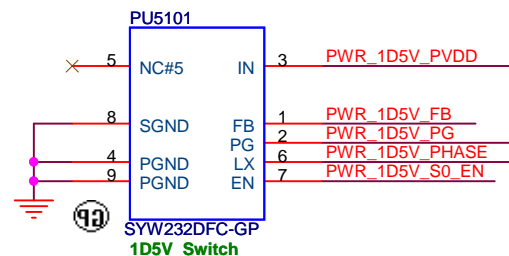 PU5101
5 NC#5 IN 3 PWR_1D5V_PVDD
8 SGND FB 1 PWR_1D5V_FB
PG 2 PWR_1D5V_PG
4 PGND LX 6 PWR_1D5V_PHASE
9 PGND EN 7 PWR_1D5V_S0_EN
GP
SYW232DFC-GP
1D5V Switch